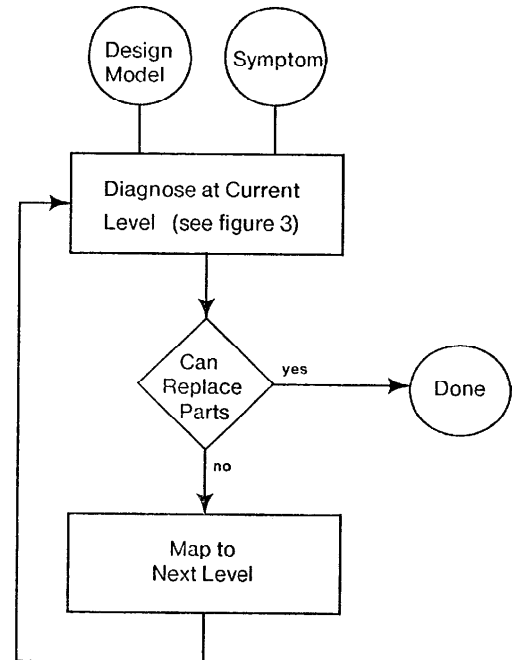 Design
Model
Symptom
Diagnose at Current
Level (see figure 3)
Can
Replace
Parts
yes
Done
no
Map to
Next Level